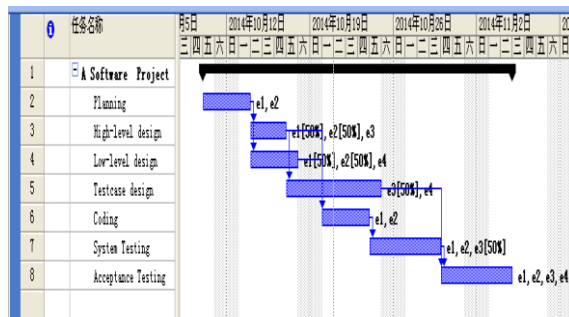 任务名称
月5日 2014年10月12日 2014年10月19日 2014年10月26日 2014年11月2日 20
三 四 五 六 日 一 二 三 四 五 六 日 一 二 三 四 五 六 日 一 二 三 四 五 六 日 一 二 三 四 五 六 日
1 A Software Project
2 Planning e1, e2
3 High-level design e1[50%], e2[50%], e3
4 Low-level design e1[50%], e2[50%], e4
5 Testcase design e3[50%], e4
6 Coding e1, e2
7 System Testing e1, e2, e3[50%]
8 Acceptance Testing e1, e2, e3, e4